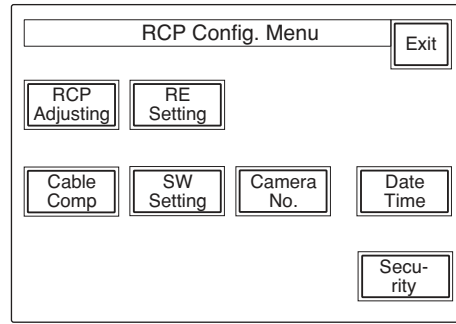 RCP Config. Menu
Exit
RCP
Adjusting
RE
Setting
Cable
Comp
SW
Setting
Camera
No.
Date
Time
Secu-
rity